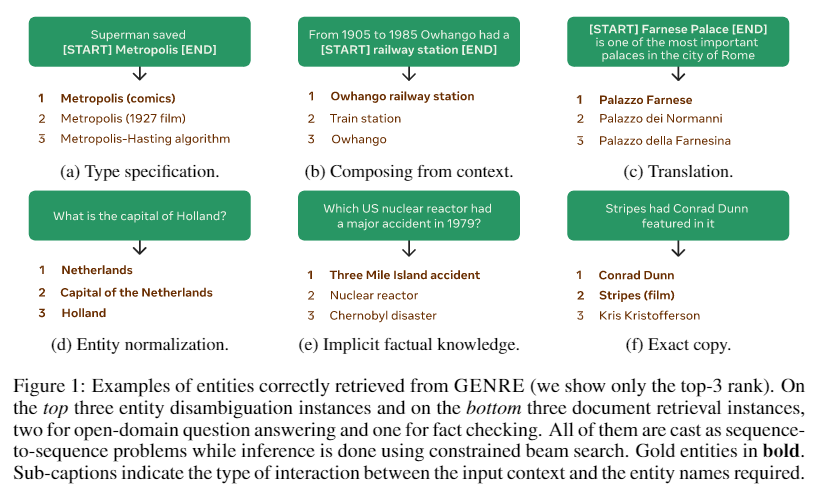 Superman saved
[START] Metropolis [END]
1 Metropolis (comics)
2 Metropolis (1927 film)
3 Metropolis-Hasting algorithm
(a) Type specification.
From 1905 to 1985 Owhango had a
[START] railway station [END]
1 Owhango railway station
2 Train station
3 Owhango
(b) Composing from context.
[START] Farnese Palace [END]
is one of the most important
palaces in the city of Rome
1 Palazzo Farnese
2 Palazzo dei Normanni
3 Palazzo della Farnesina
(c) Translation.
What is the capital of Holland?
1 Netherlands
2 Capital of the Netherlands
3 Holland
(d) Entity normalization.
Which US nuclear reactor had
a major accident in 1979?
1 Three Mile Island accident
2 Nuclear reactor
3 Chernobyl disaster
(e) Implicit factual knowledge.
Stripes had Conrad Dunn
featured in it
1 Conrad Dunn
2 Stripes (film)
3 Kris Kristofferson
(f) Exact copy.
Figure 1: Examples of entities correctly retrieved from GENRE (we show only the top-3 rank). On
the top three entity disambiguation instances and on the bottom three document retrieval instances,
two for open-domain question answering and one for fact checking. All of them are cast as sequence-
to-sequence problems while inference is done using constrained beam search. Gold entities in bold.
Sub-captions indicate the type of interaction between the input context and the entity names required.